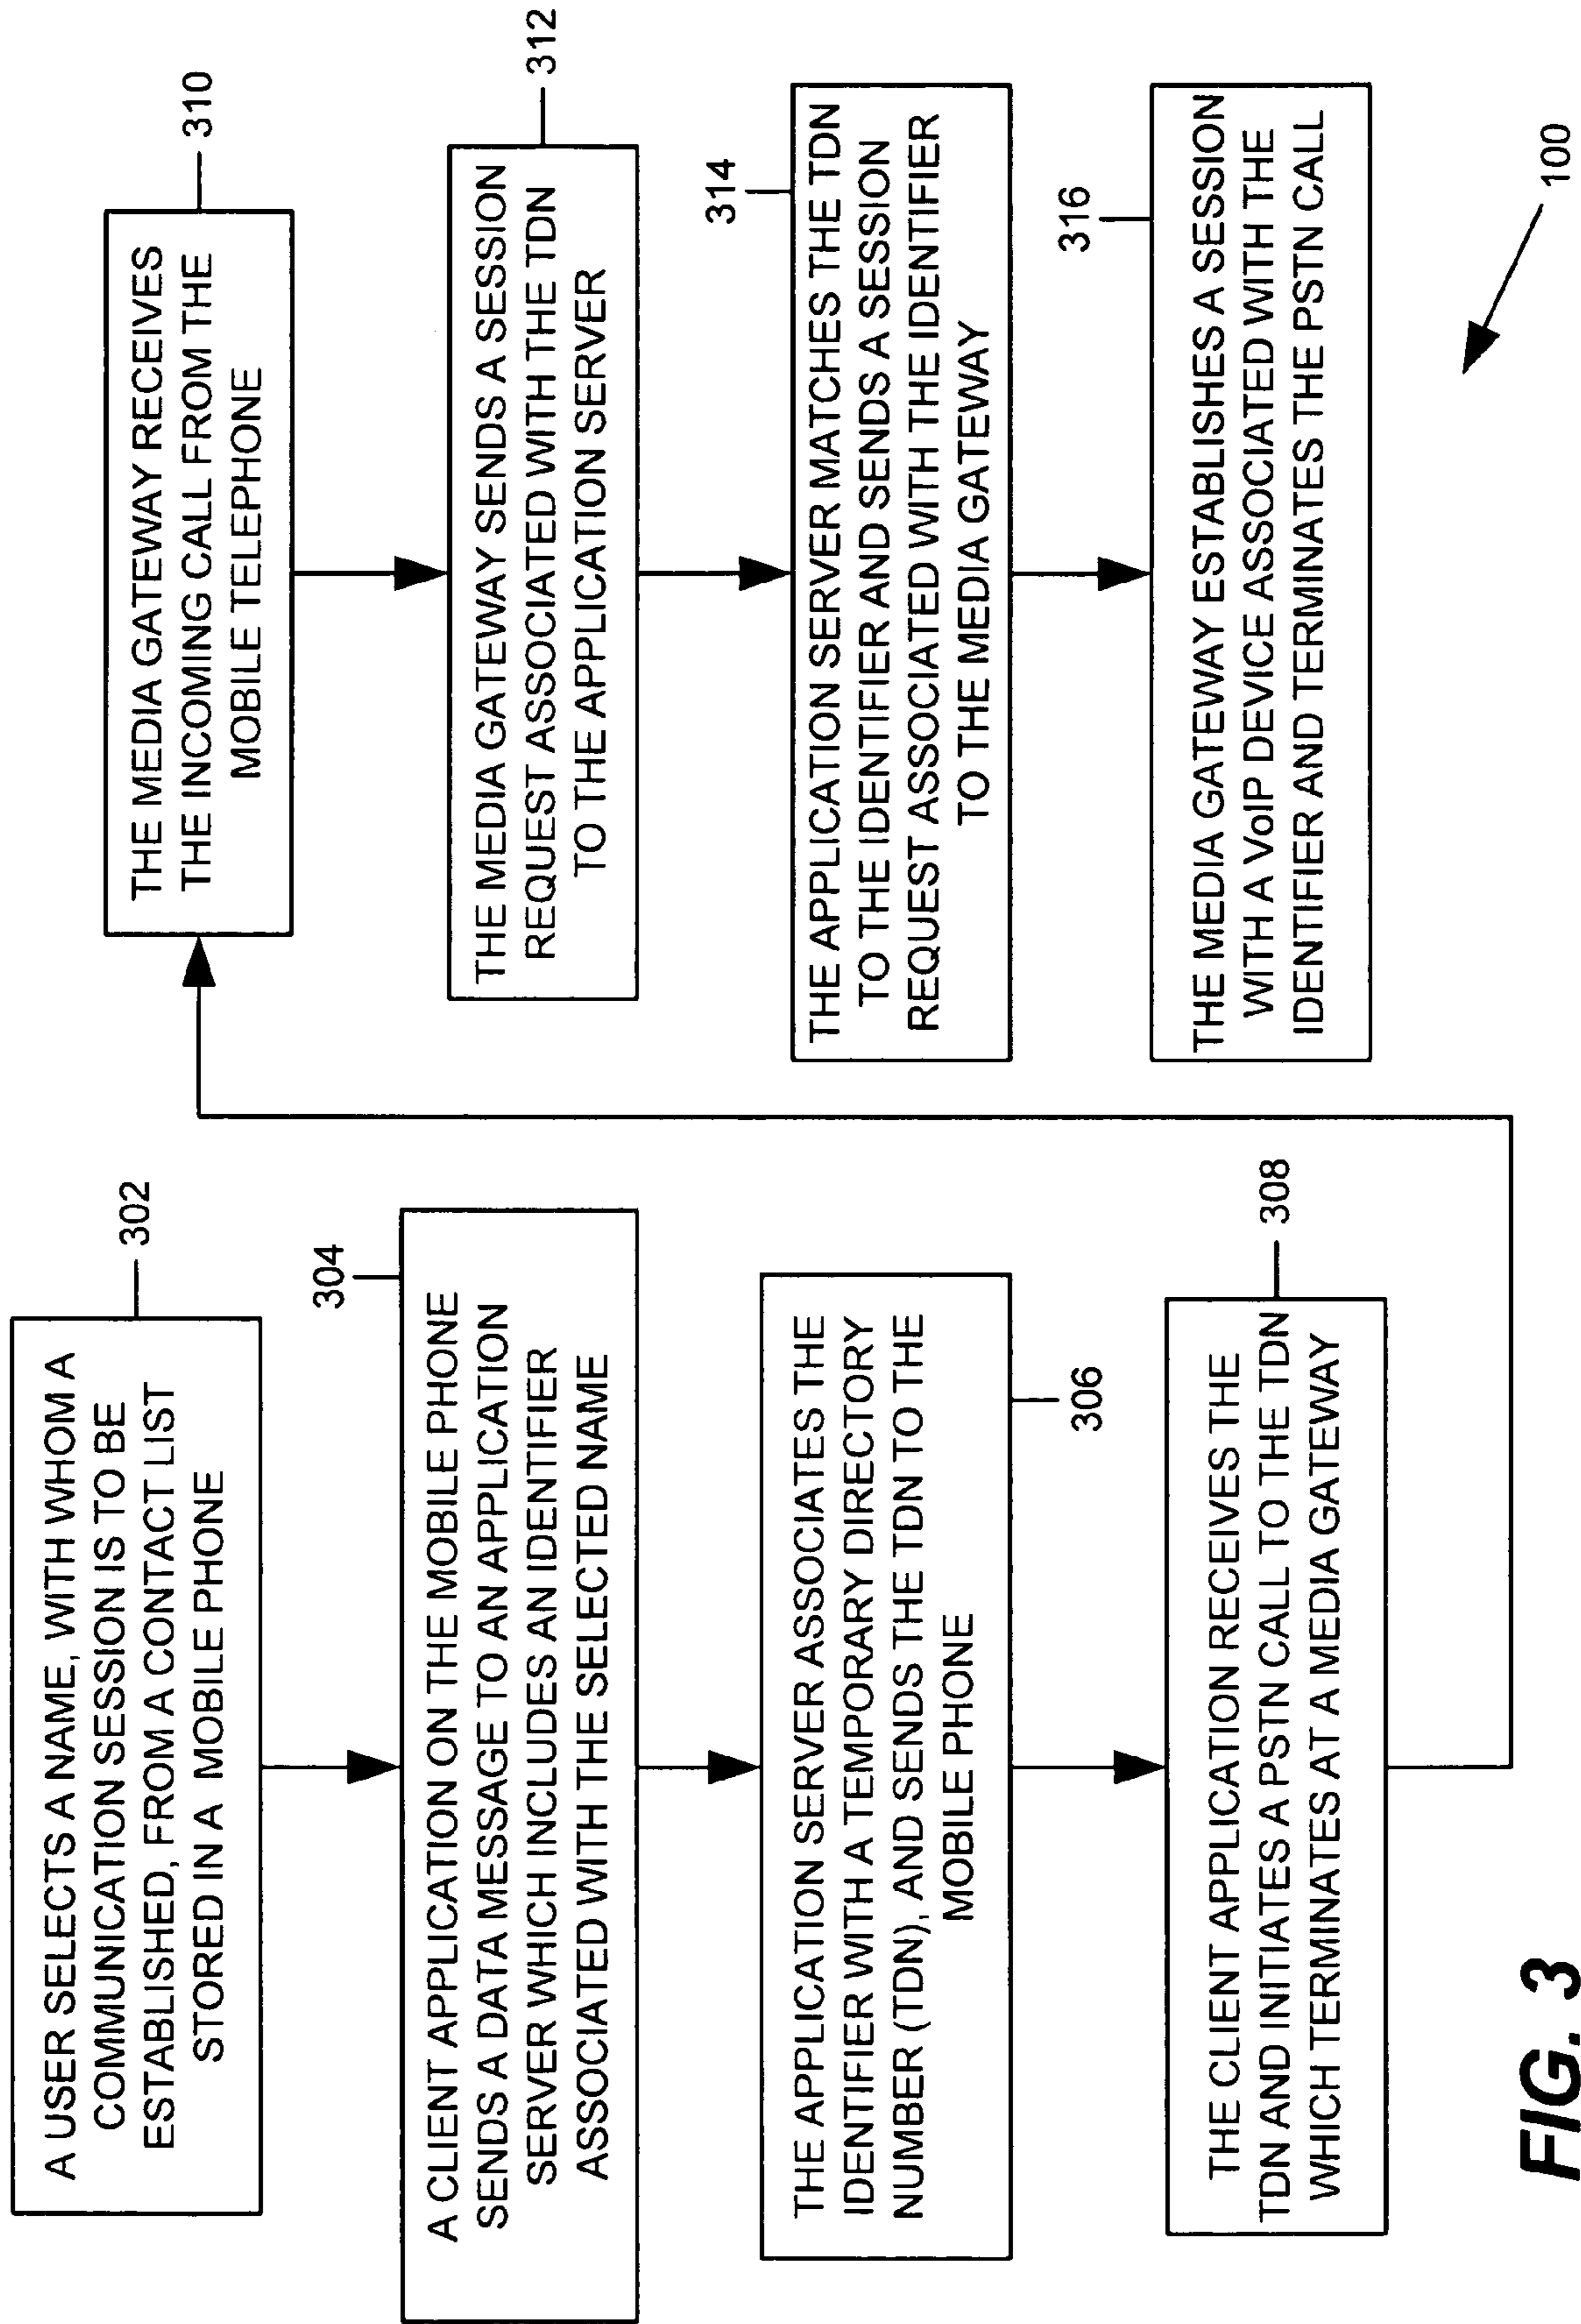 A USER SELECTS A NAME, WITH WHOM A
COMMUNICATION SESSION IS TO BE
ESTABLISHED, FROM A CONTACT LIST
STORED IN A MOBILE PHONE
302
304
A CLIENT APPLICATION ON THE MOBILE PHONE
SENDS A DATA MESSAGE TO AN APPLICATION
SERVER WHICH INCLUDES AN IDENTIFIER
ASSOCIATED WITH THE SELECTED NAME
THE APPLICATION SERVER ASSOCIATES THE
IDENTIFIER WITH A TEMPORARY DIRECTORY
NUMBER (TDN), AND SENDS THE TDN TO THE
MOBILE PHONE
306
308
THE CLIENT APPLICATION RECEIVES THE
TDN AND INITIATES A PSTN CALL TO THE TDN
WHICH TERMINATES AT A MEDIA GATEWAY
310
THE MEDIA GATEWAY RECEIVES
THE INCOMING CALL FROM THE
MOBILE TELEPHONE
312
THE MEDIA GATEWAY SENDS A SESSION
REQUEST ASSOCIATED WITH THE TDN
TO THE APPLICATION SERVER
314
THE APPLICATION SERVER MATCHES THE TDN
TO THE IDENTIFIER AND SENDS A SESSION
REQUEST ASSOCIATED WITH THE IDENTIFIER
TO THE MEDIA GATEWAY
316
THE MEDIA GATEWAY ESTABLISHES A SESSION
WITH A VoIP DEVICE ASSOCIATED WITH THE
IDENTIFIER AND TERMINATES THE PSTN CALL
100
FIG. 3